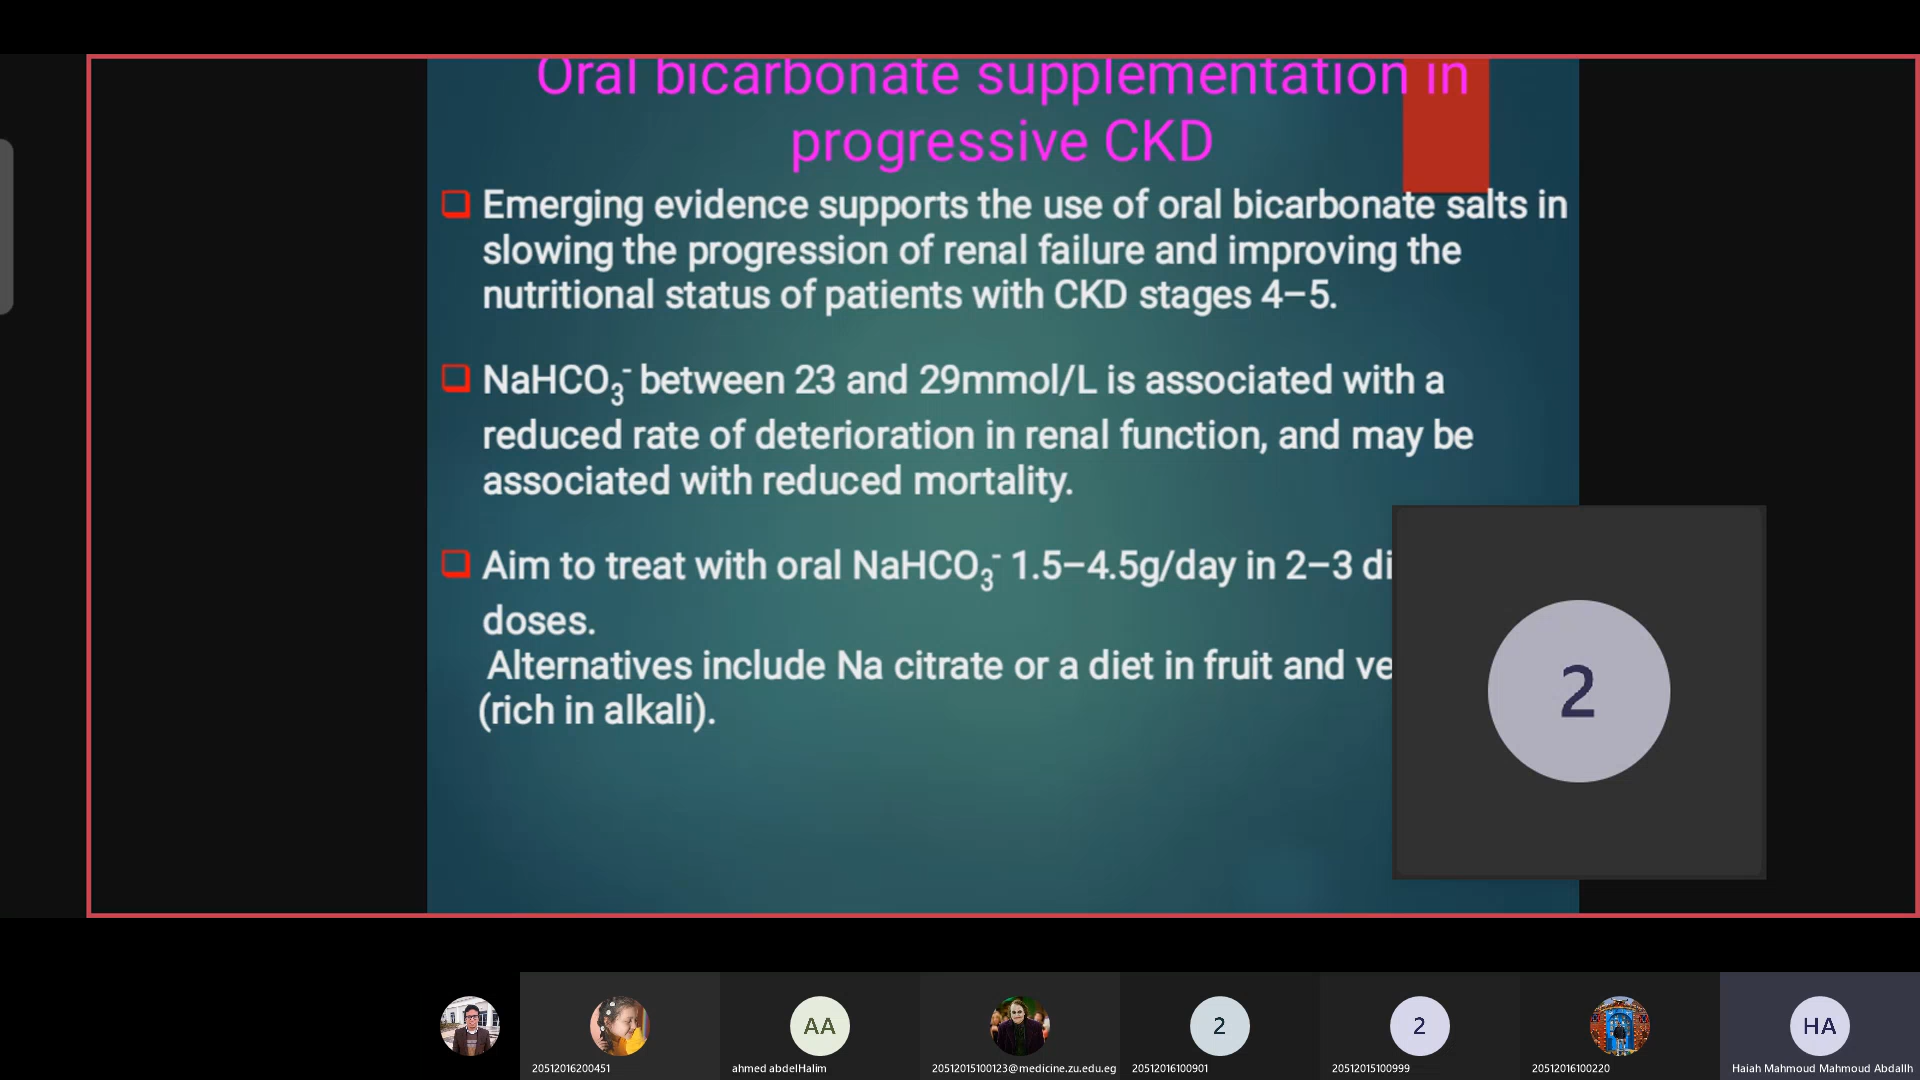 Oral bicarbonate supplementation in
progressive CKD
Emerging evidence supports the use of oral bicarbonate salts in
slowing the progression of renal failure and improving the
nutritional status of patients with CKD stages 4–5.
NaHCO₃⁻ between 23 and 29mmol/L is associated with a
reduced rate of deterioration in renal function, and may be
associated with reduced mortality.
Aim to treat with oral NaHCO₃⁻ 1.5–4.5g/day in 2–3
doses.
Alternatives include Na citrate or a diet in fruit and
(rich in alkali).
2
AA
2
2
HA
20512016200451
ahmed abdelHalim
20512015100123@medicine.zu.edu.eg
20512016100901
20512015100999
20512016100220
Haiah Mahmoud Mahmoud Abdallh